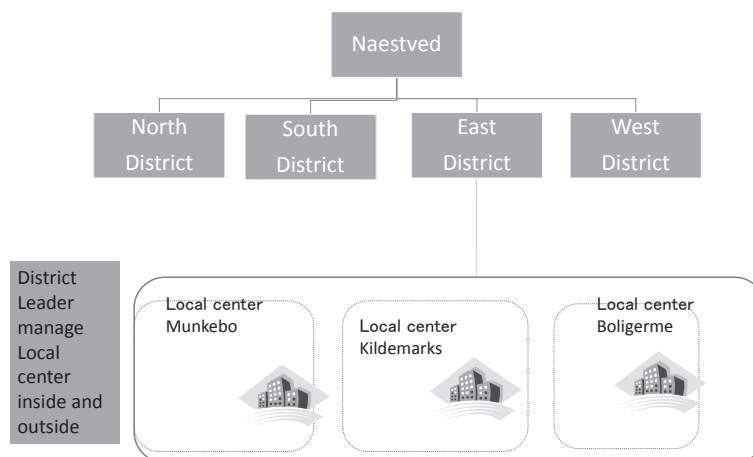 Naestved
North
District
South
District
East
District
West
District
District
Leader
manage
Local
center
inside and
outside
Local center
Munkebo
Local center
Kildemarks
Local center
Boligerme